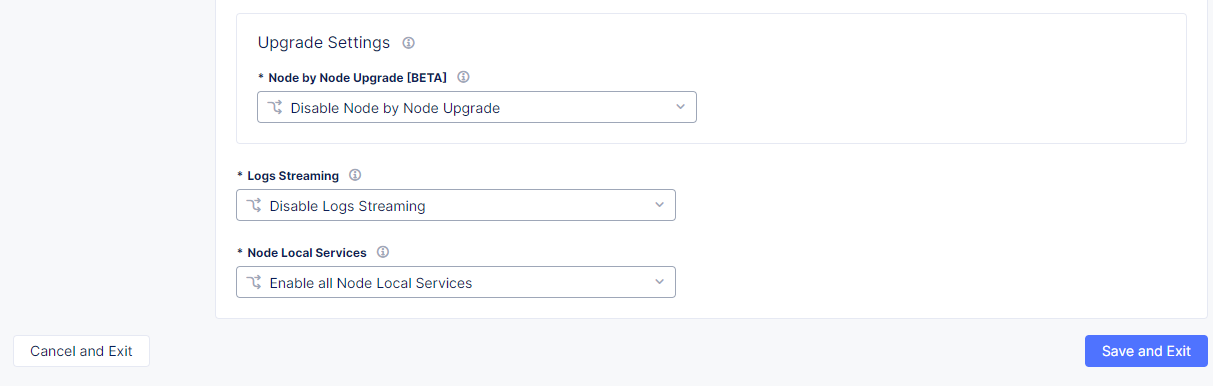 Upgrade Settings
* Node by Node Upgrade [BETA]
Disable Node by Node Upgrade
* Logs Streaming
Disable Logs Streaming
* Node Local Services
Enable all Node Local Services
Cancel and Exit
Save and Exit